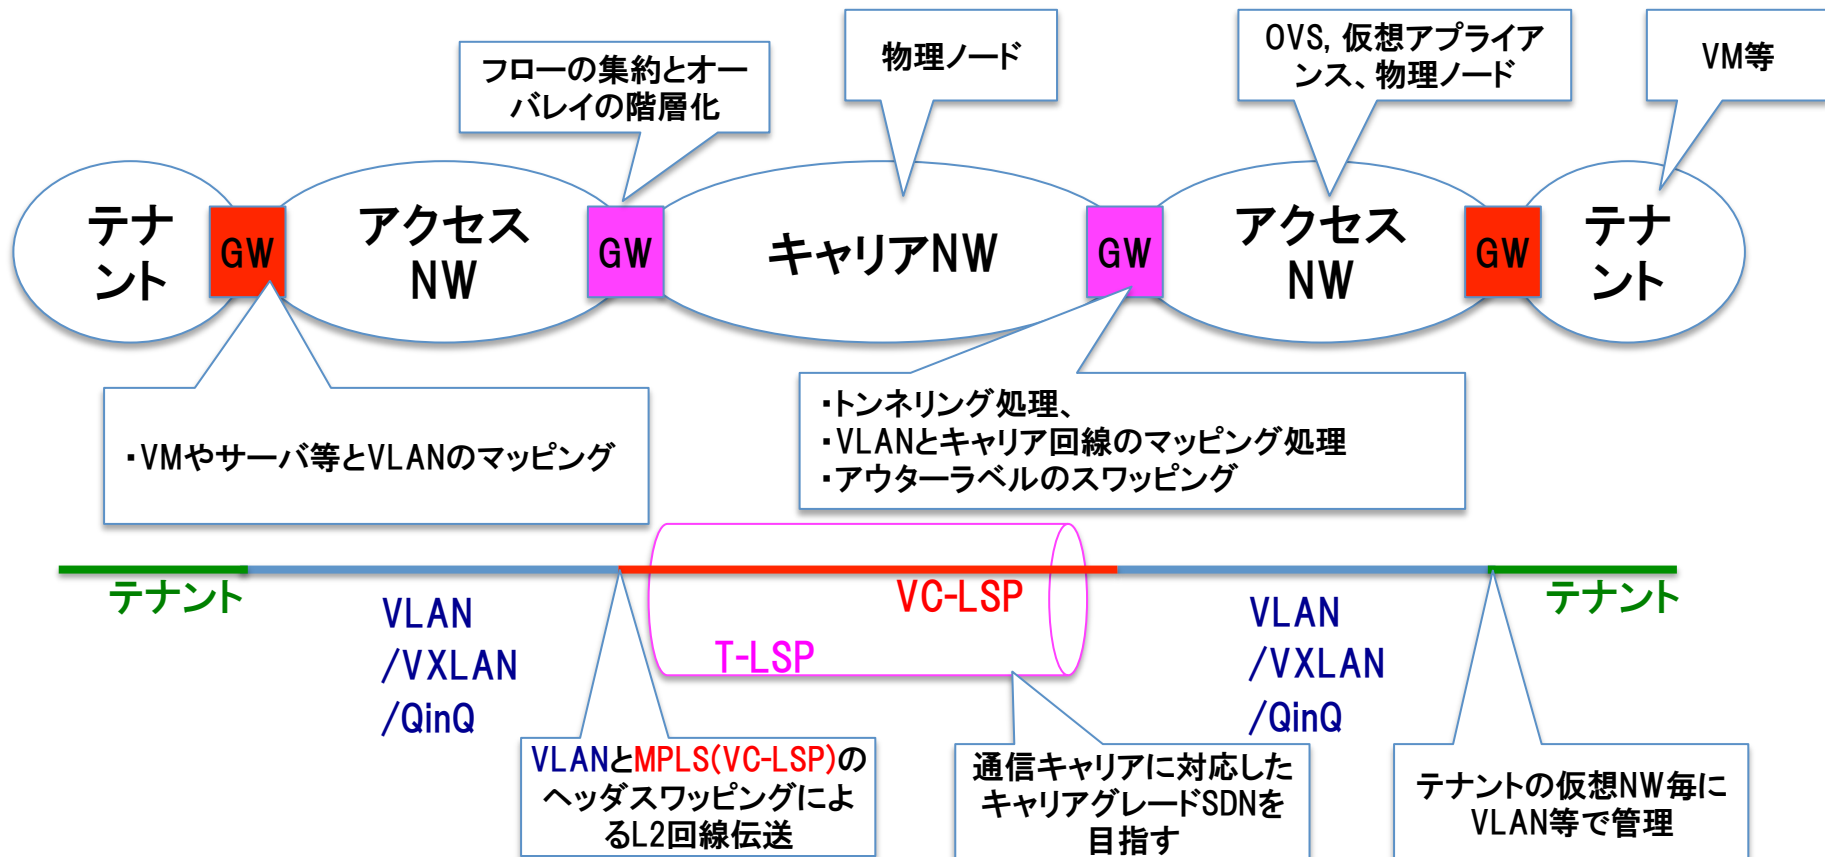 フローの集約とオー
バレイの階層化
物理ノード
OVS, 仮想アプライア
ンス、物理ノード
VM等
テナ
ント
GW
アクセス
NW
GW
キャリアNW
GW
アクセス
NW
GW
テナ
ント
・VMやサーバ等とVLANのマッピング
・トンネリング処理、
・VLANとキャリア回線のマッピング処理
・アウターラベルのスワッピング
テナント
VLAN
/VXLAN
/QinQ
VC-LSP
T-LSP
VLAN
/VXLAN
/QinQ
テナント
VLANとMPLS(VC-LSP)の
ヘッダスワッピングによ
るL2回線伝送
通信キャリアに対応した
キャリアグレードSDNを
目指す
テナントの仮想NW毎に
VLAN等で管理